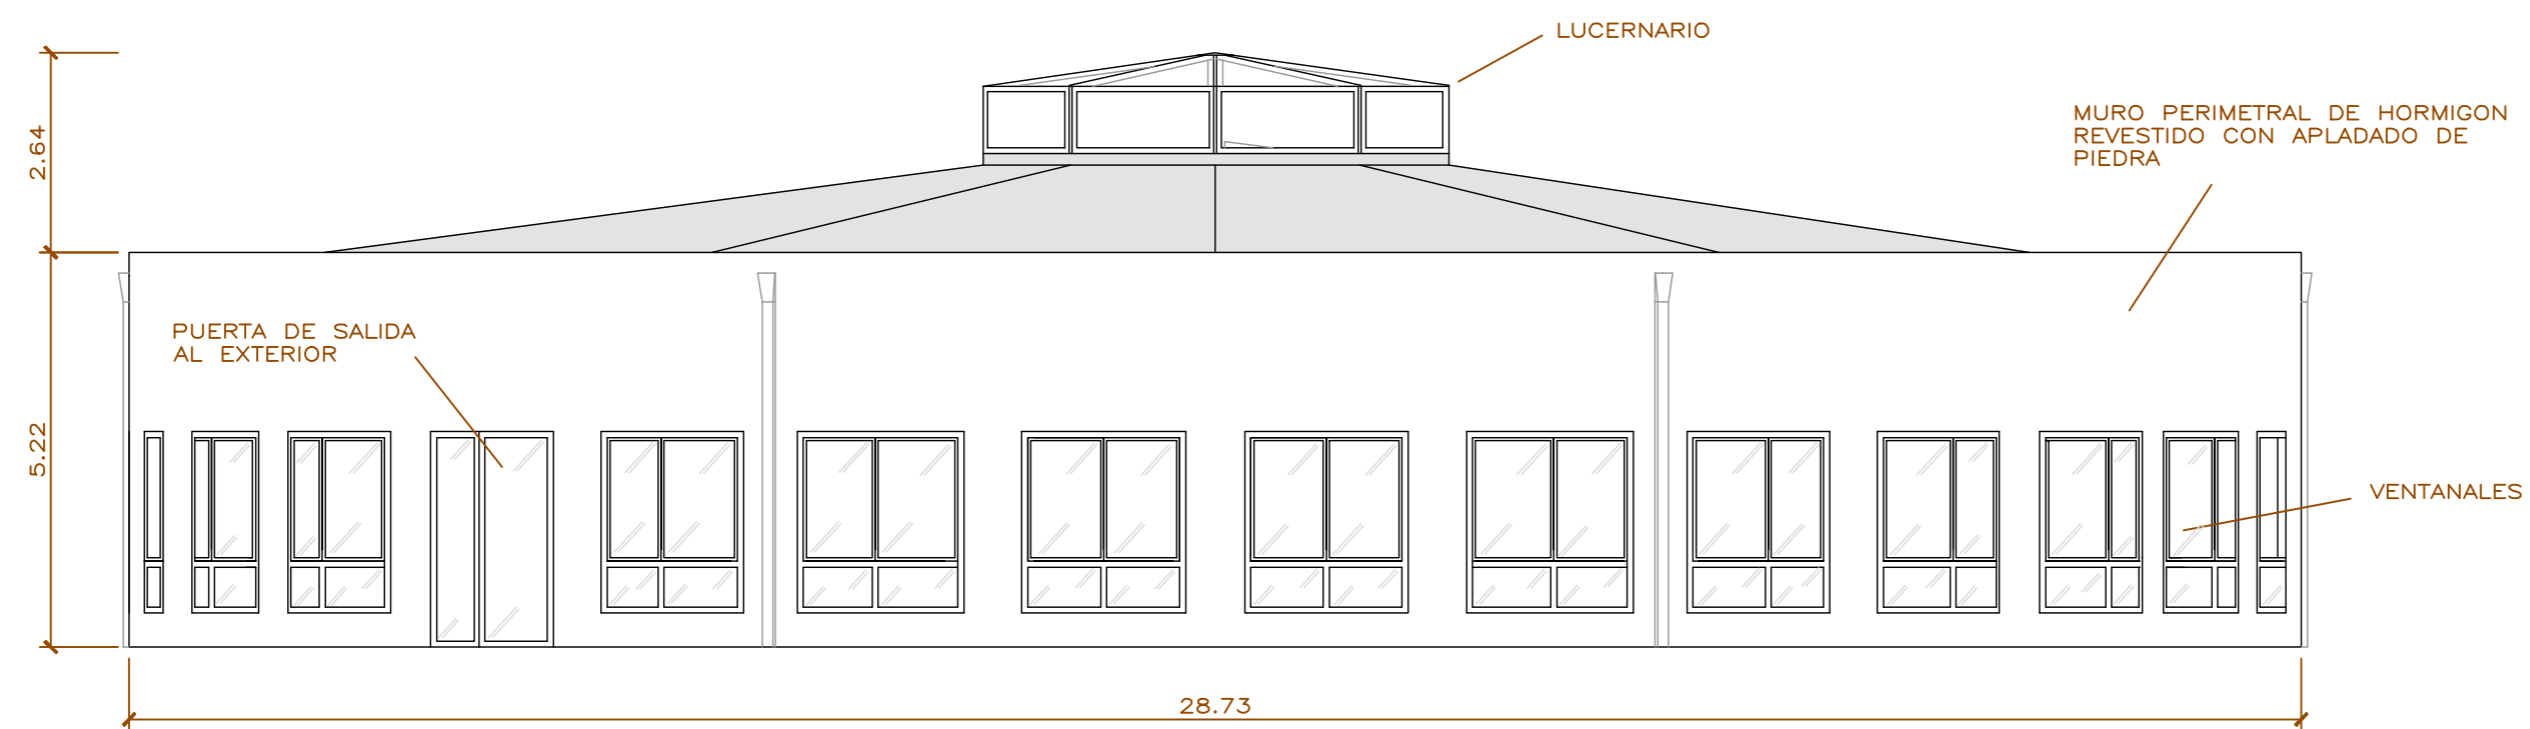 LUCERNARIO
MURO PERIMETRAL DE HORMIGON
REVESTIDO CON APLADADO DE
PIEDRA
2.64
PUERTA DE SALIDA
AL EXTERIOR
5.22
VENTANALES
28.73